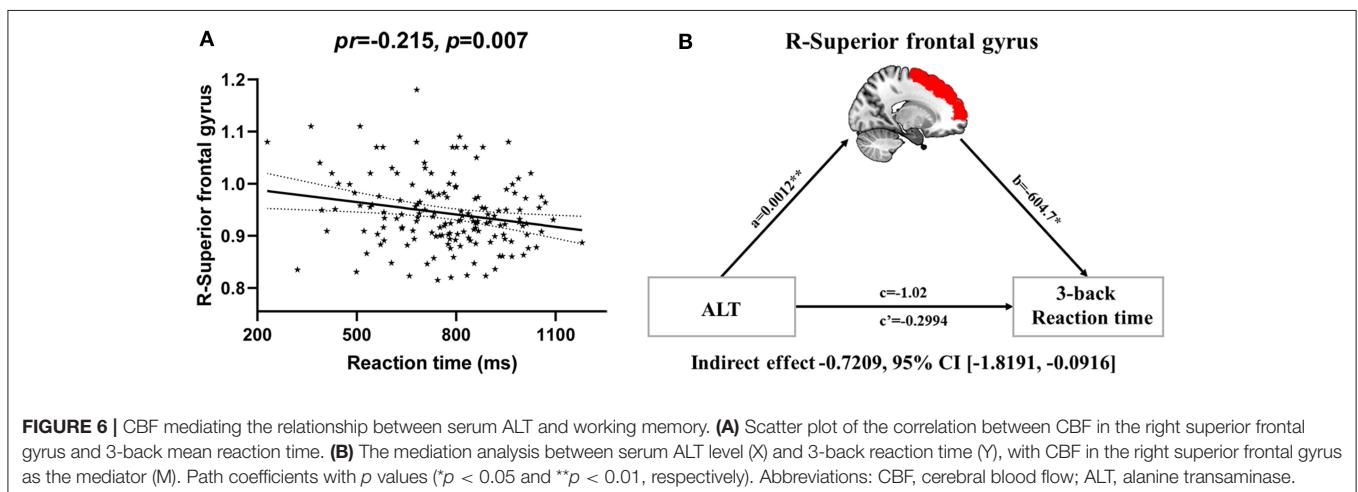 A
pr=-0.215, p=0.007
R-Superior frontal gyrus
1.2
1.1
1.0
0.9
0.8
200
500
800
1100
Reaction time (ms)
B
R-Superior frontal gyrus
a=0.0012**
b=-604.7*
ALT
c=-1.02
c'=-0.2994
3-back
Reaction time
Indirect effect -0.7209, 95% CI [-1.8191, -0.0916]
FIGURE 6 | CBF mediating the relationship between serum ALT and working memory. (A) Scatter plot of the correlation between CBF in the right superior frontal
gyrus and 3-back mean reaction time. (B) The mediation analysis between serum ALT level (X) and 3-back reaction time (Y), with CBF in the right superior frontal gyrus
as the mediator (M). Path coefficients with p values (*p < 0.05 and **p < 0.01, respectively). Abbreviations: CBF, cerebral blood flow; ALT, alanine transaminase.